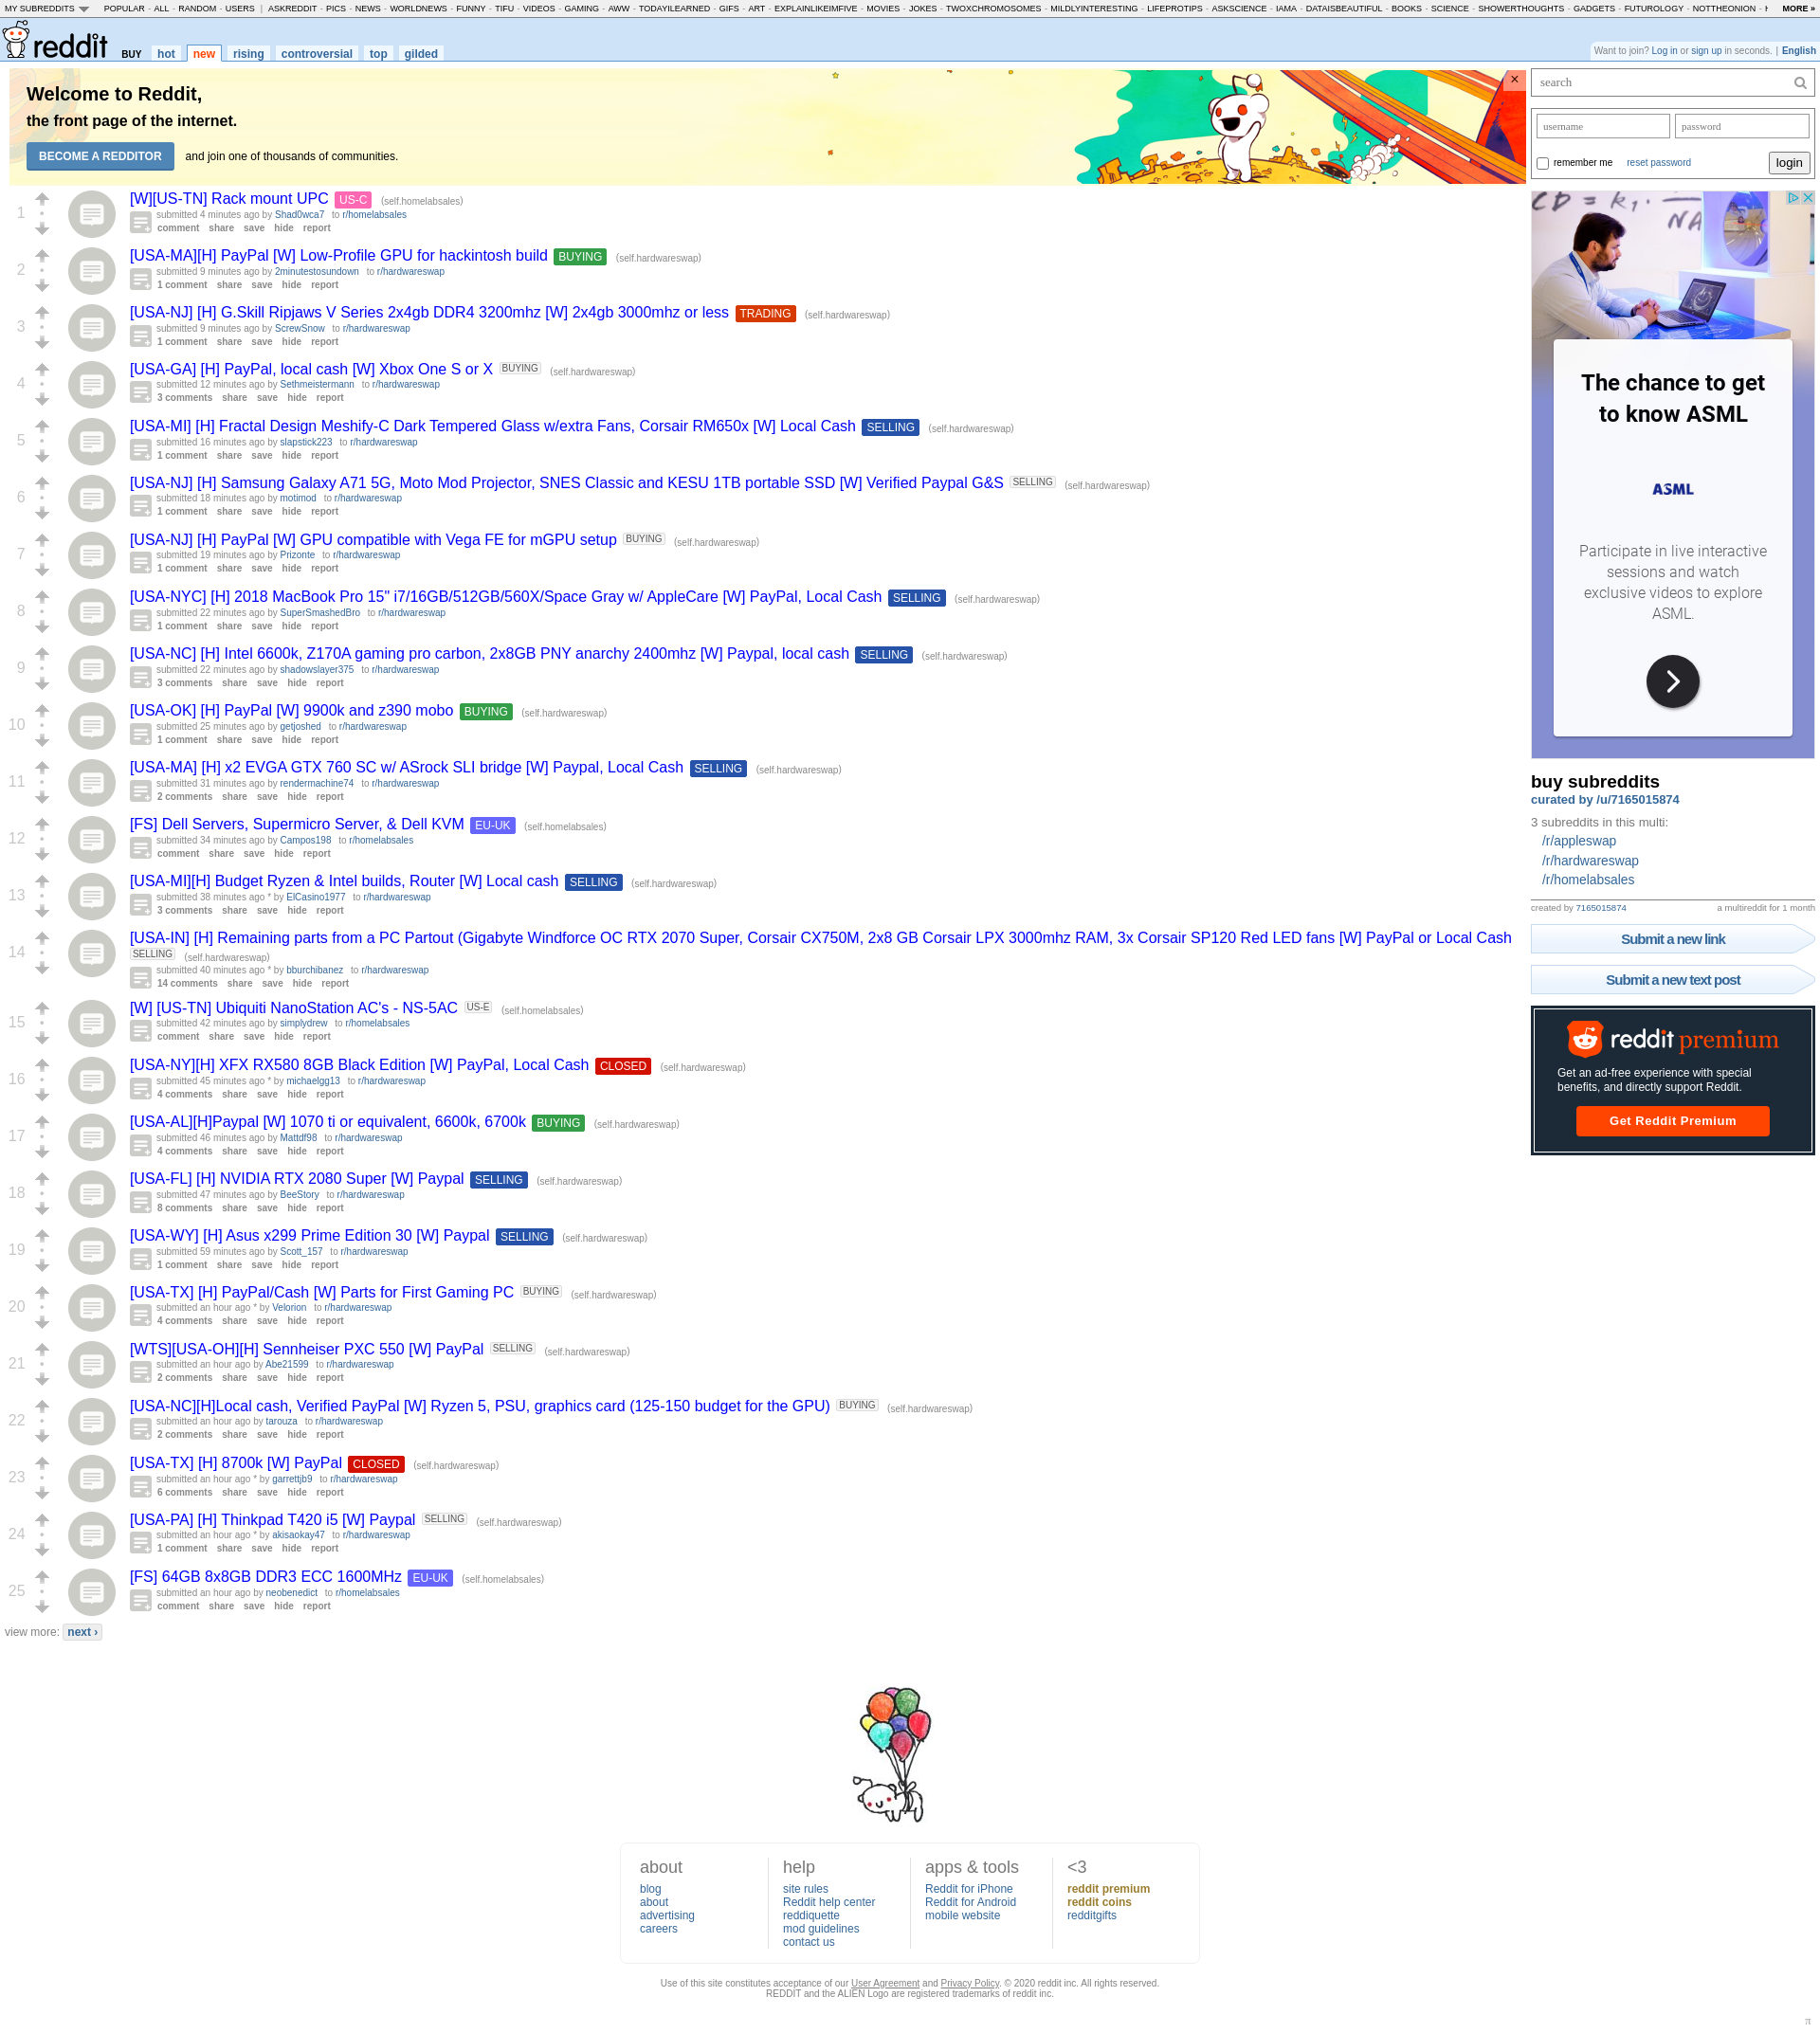 MY SUBREDDITS POPULAR - ALL - RANDOM - USERS | ASKREDDIT - PICS - NEWS - WORLDNEWS - FUNNY - TIFU - VIDEOS - GAMING - AWW - TODAYILEARNED - GIFS - ART - EXPLAINLIKEIMFIVE - MOVIES - JOKES - TWOXCHROMOSOMES - MILDLYINTERESTING - LIFEPROTIPS - ASKSCIENCE - IAMA - DATAISBEAUTIFUL - BOOKS - SCIENCE - SHOWERTHOUGHTS - GADGETS - FUTUROLOGY - NOTTHEONION - MORE »
reddit BUY hot new rising controversial top gilded
Want to join? Log in or sign up in seconds. | English
Welcome to Reddit,
the front page of the internet.
BECOME A REDDITOR and join one of thousands of communities.
×
1
[W][US-TN] Rack mount UPC US-C (self.homelabsales)
submitted 4 minutes ago by Shad0wca7 to r/homelabsales
comment share save hide report
2
[USA-MA][H] PayPal [W] Low-Profile GPU for hackintosh build BUYING (self.hardwareswap)
submitted 9 minutes ago by 2minutestosundown to r/hardwareswap
1 comment share save hide report
3
[USA-NJ] [H] G.Skill Ripjaws V Series 2x4gb DDR4 3200mhz [W] 2x4gb 3000mhz or less TRADING (self.hardwareswap)
submitted 9 minutes ago by ScrewSnow to r/hardwareswap
1 comment share save hide report
4
[USA-GA] [H] PayPal, local cash [W] Xbox One S or X BUYING (self.hardwareswap)
submitted 12 minutes ago by Sethmeistermann to r/hardwareswap
3 comments share save hide report
5
[USA-MI] [H] Fractal Design Meshify-C Dark Tempered Glass w/extra Fans, Corsair RM650x [W] Local Cash SELLING (self.hardwareswap)
submitted 16 minutes ago by slapstick223 to r/hardwareswap
1 comment share save hide report
6
[USA-NJ] [H] Samsung Galaxy A71 5G, Moto Mod Projector, SNES Classic and KESU 1TB portable SSD [W] Verified Paypal G&S SELLING (self.hardwareswap)
submitted 18 minutes ago by motimod to r/hardwareswap
1 comment share save hide report
7
[USA-NJ] [H] PayPal [W] GPU compatible with Vega FE for mGPU setup BUYING (self.hardwareswap)
submitted 19 minutes ago by Prizonte to r/hardwareswap
1 comment share save hide report
8
[USA-NYC] [H] 2018 MacBook Pro 15" i7/16GB/512GB/560X/Space Gray w/ AppleCare [W] PayPal, Local Cash SELLING (self.hardwareswap)
submitted 22 minutes ago by SuperSmashedBro to r/hardwareswap
1 comment share save hide report
9
[USA-NC] [H] Intel 6600k, Z170A gaming pro carbon, 2x8GB PNY anarchy 2400mhz [W] Paypal, local cash SELLING (self.hardwareswap)
submitted 22 minutes ago by shadowslayer375 to r/hardwareswap
3 comments share save hide report
10
[USA-OK] [H] PayPal [W] 9900k and z390 mobo BUYING (self.hardwareswap)
submitted 25 minutes ago by getjoshed to r/hardwareswap
1 comment share save hide report
11
[USA-MA] [H] x2 EVGA GTX 760 SC w/ ASrock SLI bridge [W] Paypal, Local Cash SELLING (self.hardwareswap)
submitted 31 minutes ago by rendermachine74 to r/hardwareswap
2 comments share save hide report
12
[FS] Dell Servers, Supermicro Server, & Dell KVM EU-UK (self.homelabsales)
submitted 34 minutes ago by Campos198 to r/homelabsales
comment share save hide report
13
[USA-MI][H] Budget Ryzen & Intel builds, Router [W] Local cash SELLING (self.hardwareswap)
submitted 38 minutes ago * by ElCasino1977 to r/hardwareswap
3 comments share save hide report
14
[USA-IN] [H] Remaining parts from a PC Partout (Gigabyte Windforce OC RTX 2070 Super, Corsair CX750M, 2x8 GB Corsair LPX 3000mhz RAM, 3x Corsair SP120 Red LED fans [W] PayPal or Local Cash
SELLING (self.hardwareswap)
submitted 40 minutes ago * by bburchibanez to r/hardwareswap
14 comments share save hide report
15
[W] [US-TN] Ubiquiti NanoStation AC's - NS-5AC US-E (self.homelabsales)
submitted 42 minutes ago by simplydrew to r/homelabsales
comment share save hide report
16
[USA-NY][H] XFX RX580 8GB Black Edition [W] PayPal, Local Cash CLOSED (self.hardwareswap)
submitted 45 minutes ago * by michaelgg13 to r/hardwareswap
4 comments share save hide report
17
[USA-AL][H]Paypal [W] 1070 ti or equivalent, 6600k, 6700k BUYING (self.hardwareswap)
submitted 46 minutes ago by Mattdf98 to r/hardwareswap
4 comments share save hide report
18
[USA-FL] [H] NVIDIA RTX 2080 Super [W] Paypal SELLING (self.hardwareswap)
submitted 47 minutes ago by BeeStory to r/hardwareswap
8 comments share save hide report
19
[USA-WY] [H] Asus x299 Prime Edition 30 [W] Paypal SELLING (self.hardwareswap)
submitted 59 minutes ago by Scott_157 to r/hardwareswap
1 comment share save hide report
20
[USA-TX] [H] PayPal/Cash [W] Parts for First Gaming PC BUYING (self.hardwareswap)
submitted an hour ago * by Velorion to r/hardwareswap
4 comments share save hide report
21
[WTS][USA-OH][H] Sennheiser PXC 550 [W] PayPal SELLING (self.hardwareswap)
submitted an hour ago by Abe21599 to r/hardwareswap
2 comments share save hide report
22
[USA-NC][H]Local cash, Verified PayPal [W] Ryzen 5, PSU, graphics card (125-150 budget for the GPU) BUYING (self.hardwareswap)
submitted an hour ago by tarouza to r/hardwareswap
2 comments share save hide report
23
[USA-TX] [H] 8700k [W] PayPal CLOSED (self.hardwareswap)
submitted an hour ago * by garrettjb9 to r/hardwareswap
6 comments share save hide report
24
[USA-PA] [H] Thinkpad T420 i5 [W] Paypal SELLING (self.hardwareswap)
submitted an hour ago * by akisaokay47 to r/hardwareswap
1 comment share save hide report
25
[FS] 64GB 8x8GB DDR3 ECC 1600MHz EU-UK (self.homelabsales)
submitted an hour ago by neobenedict to r/homelabsales
comment share save hide report
view more: next ›
search
username password
remember me reset password login
The chance to get
to know ASML
ASML
Participate in live interactive
sessions and watch
exclusive videos to explore
ASML.
buy subreddits
curated by /u/7165015874
3 subreddits in this multi:
/r/appleswap
/r/hardwareswap
/r/homelabsales
created by 7165015874 a multireddit for 1 month
Submit a new link
Submit a new text post
reddit premium
Get an ad-free experience with special
benefits, and directly support Reddit.
Get Reddit Premium
about
blog
about
advertising
careers
help
site rules
Reddit help center
reddiquette
mod guidelines
contact us
apps & tools
Reddit for iPhone
Reddit for Android
mobile website
<3
reddit premium
reddit coins
redditgifts
Use of this site constitutes acceptance of our User Agreement and Privacy Policy. © 2020 reddit inc. All rights reserved.
REDDIT and the ALIEN Logo are registered trademarks of reddit inc.
π